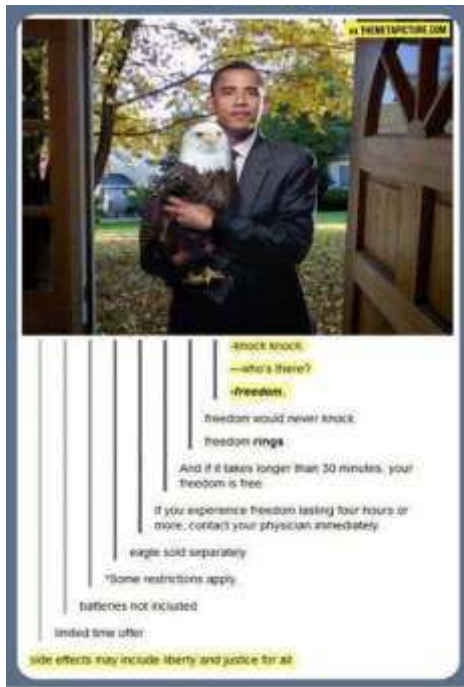 via THEMETAPICTURE.COM
-knock knock.
—who's there?
-freedom.
freedom would never knock
freedom rings
And if it takes longer than 30 minutes, your
freedom is free
If you experience freedom lasting four hours or
more, contact your physician immediately
eagle sold separately
*Some restrictions apply.
batteries not included
limited time offer
side effects may include liberty and justice for all